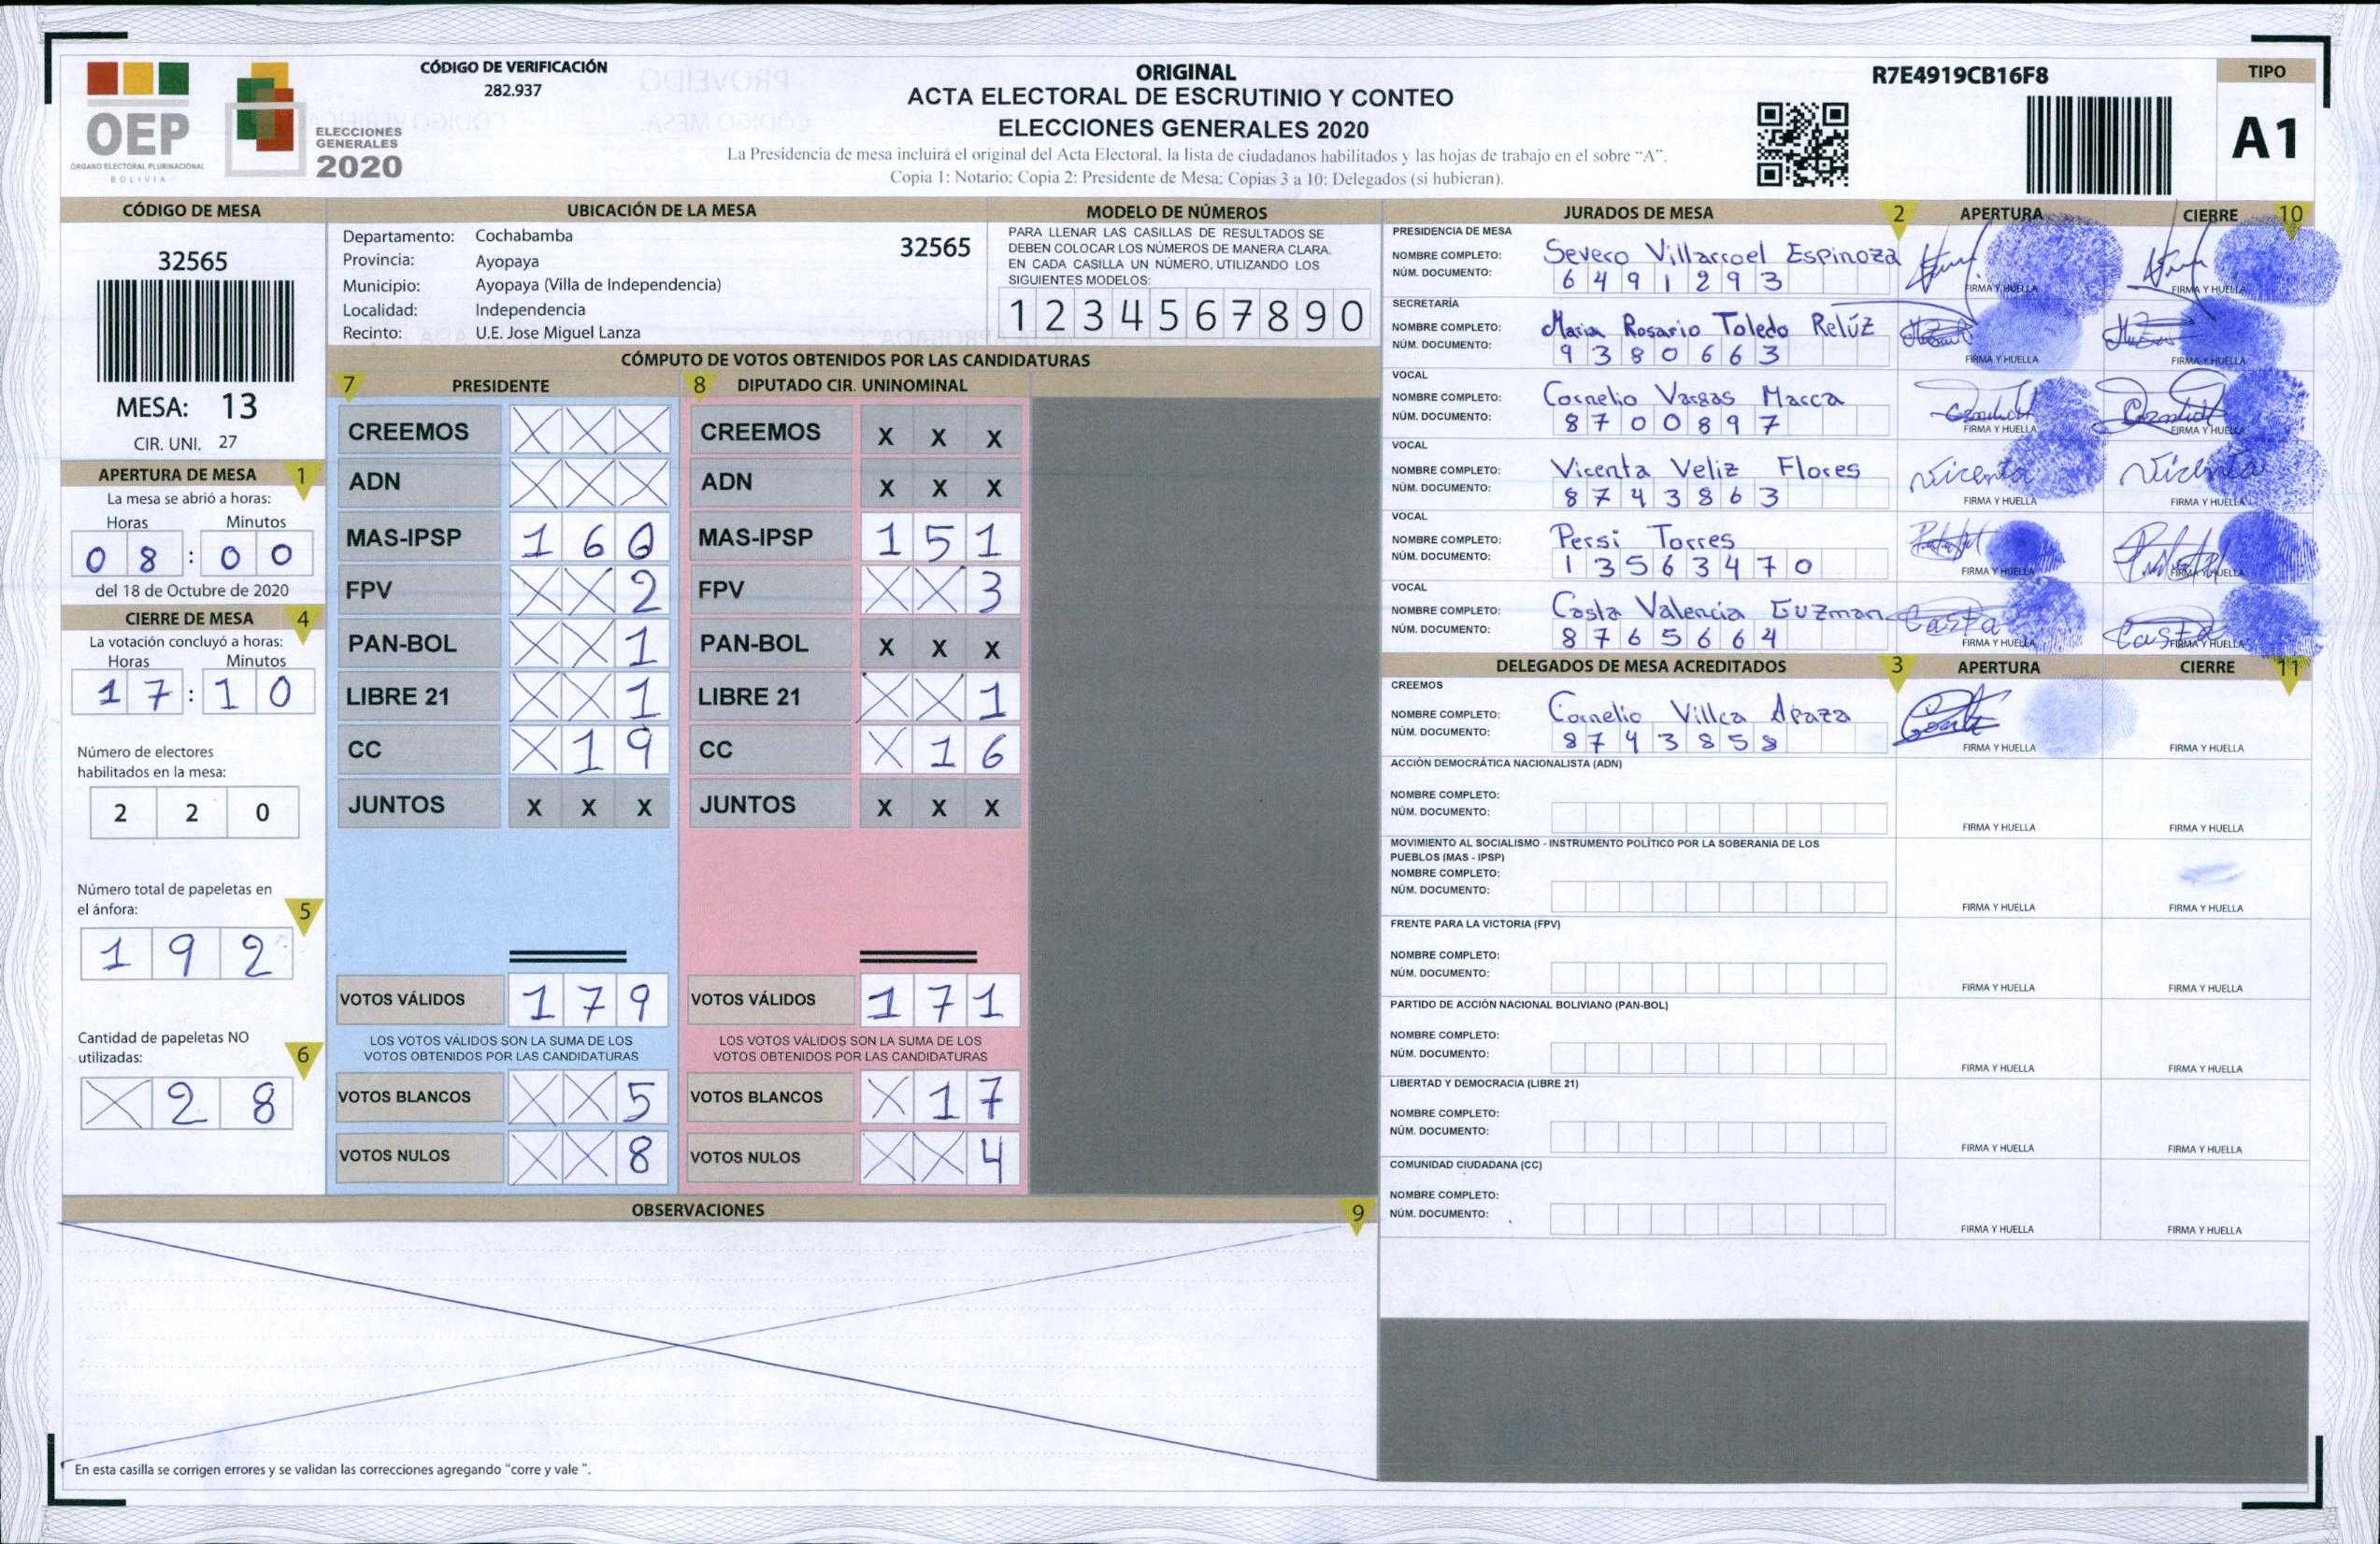 OEP
ÓRGANO ELECTORAL PLURINACIONAL
BOLIVIA
ELECCIONES
GENERALES
2020
CÓDIGO DE VERIFICACIÓN
282.937
ORIGINAL
ACTA ELECTORAL DE ESCRUTINIO Y CONTEO
ELECCIONES GENERALES 2020
La Presidencia de mesa incluirá el original del Acta Electoral, la lista de ciudadanos habilitados y las hojas de trabajo en el sobre "A".
Copia 1: Notario; Copia 2: Presidente de Mesa; Copias 3 a 10: Delegados (si hubieran).
R7E4919CB16F8
TIPO
A1
CÓDIGO DE MESA
32565
MESA: 13
CIR. UNI. 27
UBICACIÓN DE LA MESA
Departamento: Cochabamba
32565
Provincia: Ayopaya
Municipio: Ayopaya (Villa de Independencia)
Localidad: Independencia
Recinto: U.E. Jose Miguel Lanza
MODELO DE NÚMEROS
PARA LLENAR LAS CASILLAS DE RESULTADOS SE
DEBEN COLOCAR LOS NÚMEROS DE MANERA CLARA.
EN CADA CASILLA UN NÚMERO, UTILIZANDO LOS
SIGUIENTES MODELOS:
1 2 3 4 5 6 7 8 9 0
APERTURA DE MESA 1
La mesa se abrió a horas:
Horas Minutos
0 8 : 0 0
del 18 de Octubre de 2020
CIERRE DE MESA 4
La votación concluyó a horas:
Horas Minutos
1 7 : 1 0
Número de electores
habilitados en la mesa:
2 2 0
Número total de papeletas en
el ánfora: 5
1 9 2
Cantidad de papeletas NO
utilizadas: 6
X 2 8
CÓMPUTO DE VOTOS OBTENIDOS POR LAS CANDIDATURAS
7 PRESIDENTE
CREEMOS X X X
ADN X X X
MAS-IPSP 1 6 0
FPV X X 2
PAN-BOL X X 1
LIBRE 21 X X 1
CC X 1 9
JUNTOS X X X
VOTOS VÁLIDOS 1 7 9
LOS VOTOS VÁLIDOS SON LA SUMA DE LOS
VOTOS OBTENIDOS POR LAS CANDIDATURAS
VOTOS BLANCOS X X 5
VOTOS NULOS X X 8
8 DIPUTADO CIR. UNINOMINAL
CREEMOS X X X
ADN X X X
MAS-IPSP 1 5 1
FPV X X 3
PAN-BOL X X X
LIBRE 21 X X 1
CC X 1 6
JUNTOS X X X
VOTOS VÁLIDOS 1 7 1
LOS VOTOS VÁLIDOS SON LA SUMA DE LOS
VOTOS OBTENIDOS POR LAS CANDIDATURAS
VOTOS BLANCOS X 1 7
VOTOS NULOS X X 4
OBSERVACIONES 9
En esta casilla se corrigen errores y se validan las correcciones agregando "corre y vale ".
JURADOS DE MESA 2 APERTURA CIERRE 10
PRESIDENCIA DE MESA
NOMBRE COMPLETO: Severo Villarroel Espinoza
NÚM. DOCUMENTO: 6 4 9 1 2 9 3
FIRMA Y HUELLA FIRMA Y HUELLA
SECRETARÍA
NOMBRE COMPLETO: Maria Rosario Toledo Relúz
NÚM. DOCUMENTO: 9 3 8 0 6 6 3
FIRMA Y HUELLA FIRMA Y HUELLA
VOCAL
NOMBRE COMPLETO: Cornelio Vargas Marca
NÚM. DOCUMENTO: 8 7 0 0 8 9 7
FIRMA Y HUELLA FIRMA Y HUELLA
VOCAL
NOMBRE COMPLETO: Vicenta Veliz Flores Vicenta Vicenta
NÚM. DOCUMENTO: 8 7 4 3 8 6 3
FIRMA Y HUELLA FIRMA Y HUELLA
VOCAL
NOMBRE COMPLETO: Persi Torres
NÚM. DOCUMENTO: 1 3 5 6 3 4 7 0
FIRMA Y HUELLA FIRMA Y HUELLA
VOCAL
NOMBRE COMPLETO: Casta Valencia Guzman Casta Casta
NÚM. DOCUMENTO: 8 7 6 5 6 6 4
FIRMA Y HUELLA FIRMA Y HUELLA
DELEGADOS DE MESA ACREDITADOS 3 APERTURA CIERRE 11
CREEMOS
NOMBRE COMPLETO: Cornelio Villca Apaza
NÚM. DOCUMENTO: 8 7 4 3 8 5 8
FIRMA Y HUELLA FIRMA Y HUELLA
ACCIÓN DEMOCRÁTICA NACIONALISTA (ADN)
NOMBRE COMPLETO:
NÚM. DOCUMENTO:
FIRMA Y HUELLA FIRMA Y HUELLA
MOVIMIENTO AL SOCIALISMO - INSTRUMENTO POLÍTICO POR LA SOBERANIA DE LOS
PUEBLOS (MAS - IPSP)
NOMBRE COMPLETO:
NÚM. DOCUMENTO:
FIRMA Y HUELLA FIRMA Y HUELLA
FRENTE PARA LA VICTORIA (FPV)
NOMBRE COMPLETO:
NÚM. DOCUMENTO:
FIRMA Y HUELLA FIRMA Y HUELLA
PARTIDO DE ACCIÓN NACIONAL BOLIVIANO (PAN-BOL)
NOMBRE COMPLETO:
NÚM. DOCUMENTO:
FIRMA Y HUELLA FIRMA Y HUELLA
LIBERTAD Y DEMOCRACIA (LIBRE 21)
NOMBRE COMPLETO:
NÚM. DOCUMENTO:
FIRMA Y HUELLA FIRMA Y HUELLA
COMUNIDAD CIUDADANA (CC)
NOMBRE COMPLETO:
NÚM. DOCUMENTO:
FIRMA Y HUELLA FIRMA Y HUELLA